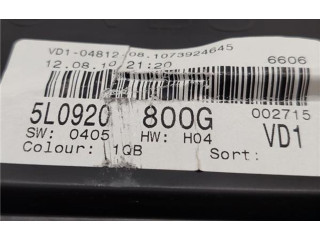 VD1-04812-08.1073924645
12.08.10 21:20 6606
5L0920 800G 002715
SW: 0405 HW: H04 VD1
Colour: 1QB Sort: